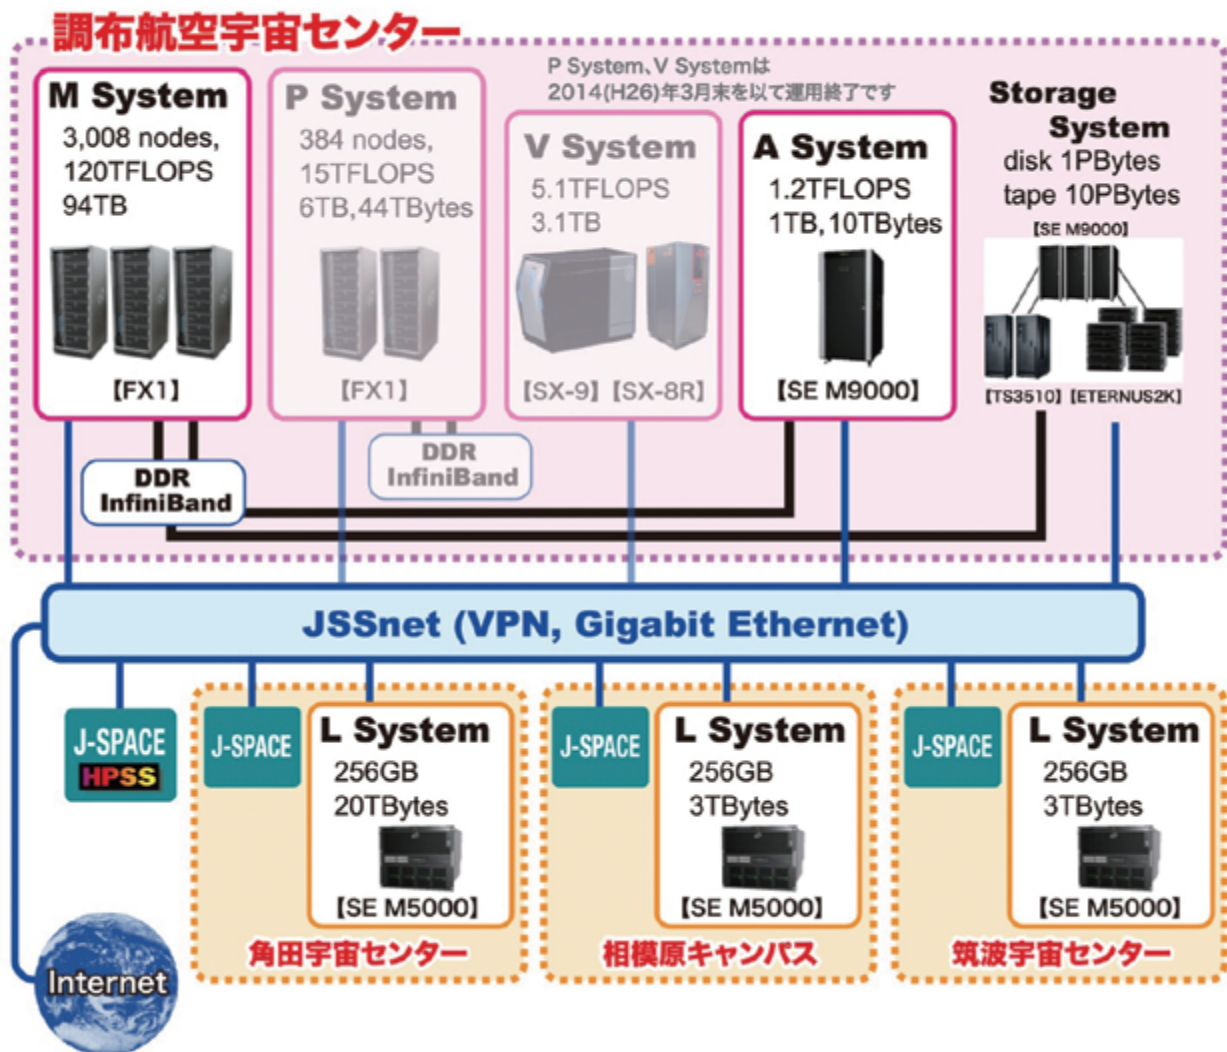 調布航空宇宙センター
M System
3,008 nodes,
120TFLOPS
94TB
【FX1】
P System
384 nodes,
15TFLOPS
6TB,44TBytes
【FX1】
P System、V Systemは
2014(H26)年3月末を以て運用終了です
V System
5.1TFLOPS
3.1TB
【SX-9】【SX-8R】
A System
1.2TFLOPS
1TB,10TBytes
【SE M9000】
Storage
System
disk 1PBytes
tape 10PBytes
【SE M9000】
【TS3510】【ETERNUS2K】
DDR
InfiniBand
DDR
InfiniBand
JSSnet (VPN, Gigabit Ethernet)
J-SPACE
HPSS
J-SPACE
L System
256GB
20TBytes
【SE M5000】
角田宇宙センター
J-SPACE
L System
256GB
3TBytes
【SE M5000】
相模原キャンパス
J-SPACE
L System
256GB
3TBytes
【SE M5000】
筑波宇宙センター
Internet